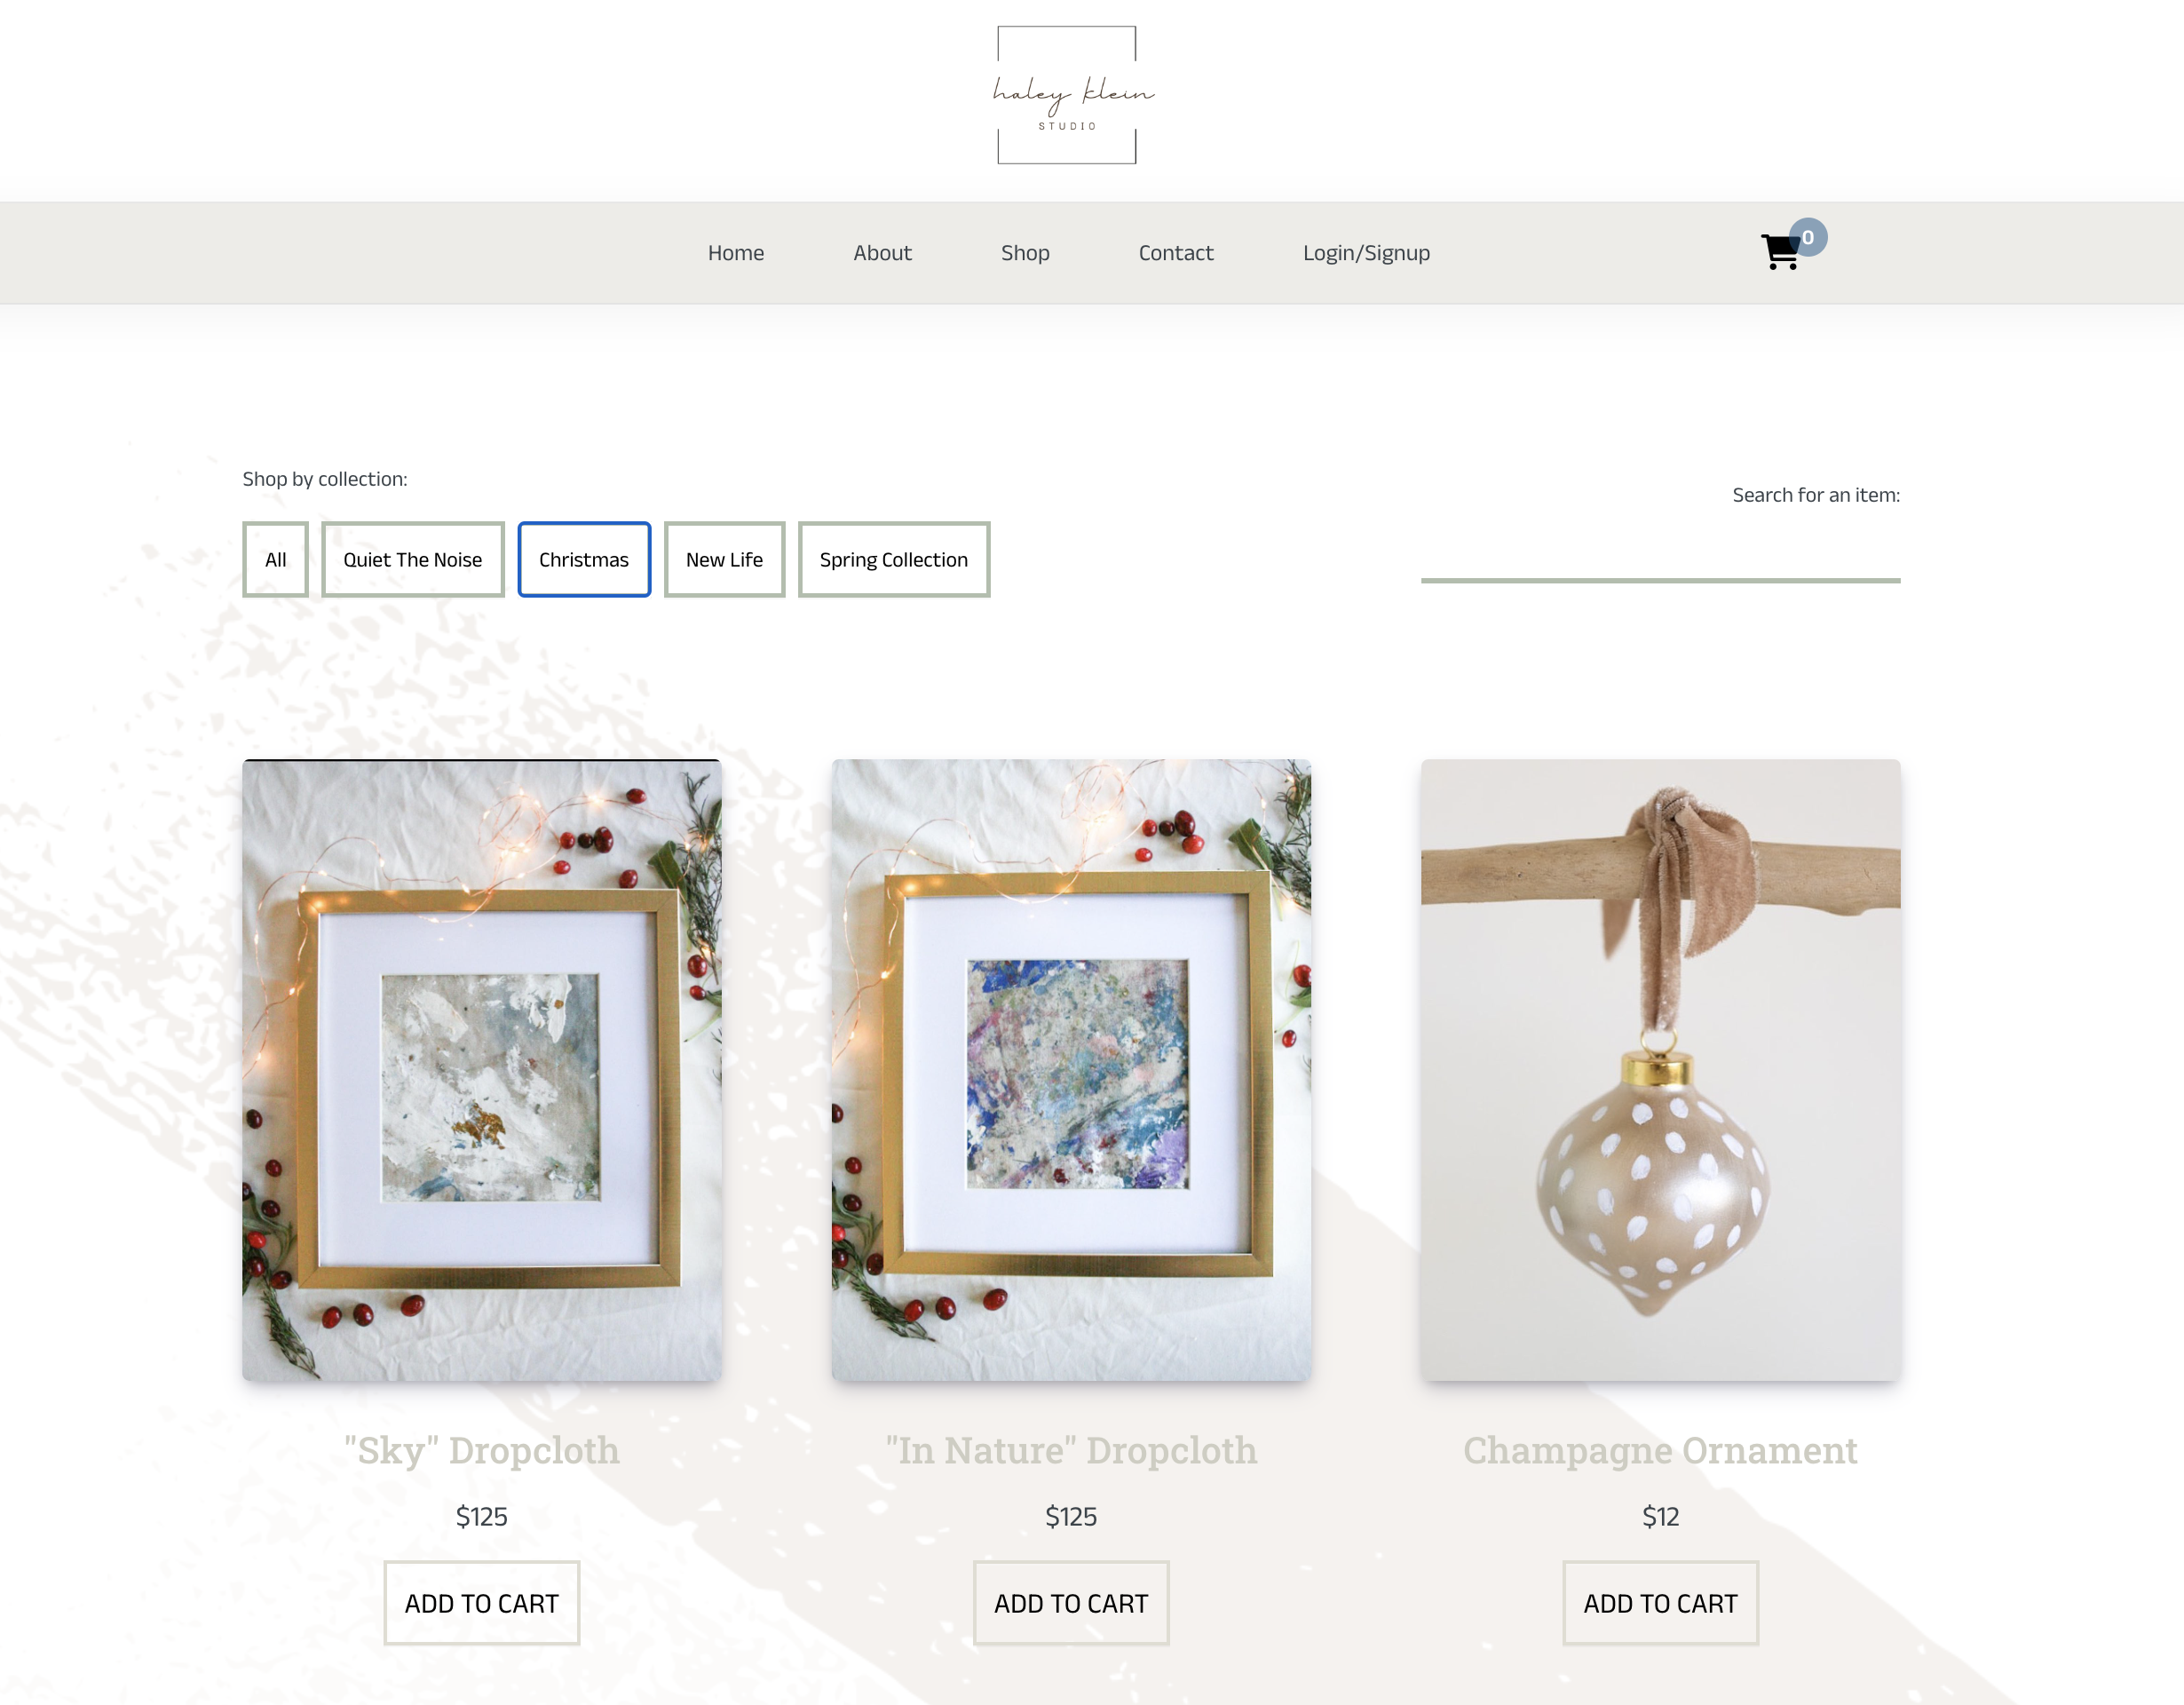 haley klein
STUDIO
Home About Shop Contact Login/Signup
0
Shop by collection:
Search for an item:
All Quiet The Noise Christmas New Life Spring Collection
"Sky" Dropcloth
$125
ADD TO CART
"In Nature" Dropcloth
$125
ADD TO CART
Champagne Ornament
$12
ADD TO CART